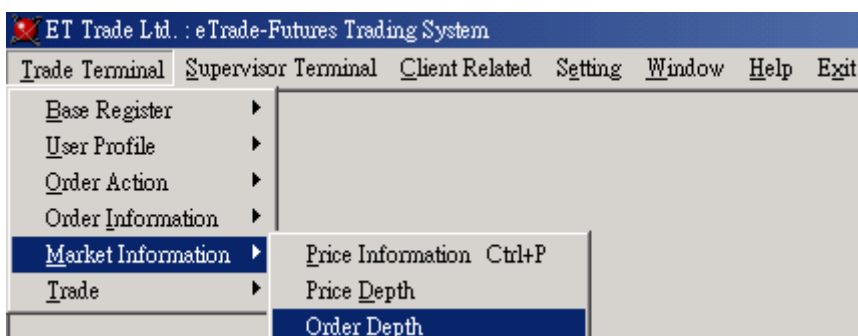 ET Trade Ltd. : eTrade-Futures Trading System
Trade Terminal Supervisor Terminal Client Related Setting Window Help Exit
Base Register
User Profile
Order Action
Order Information
Market Information
Price Information Ctrl+P
Trade
Price Depth
Order Depth